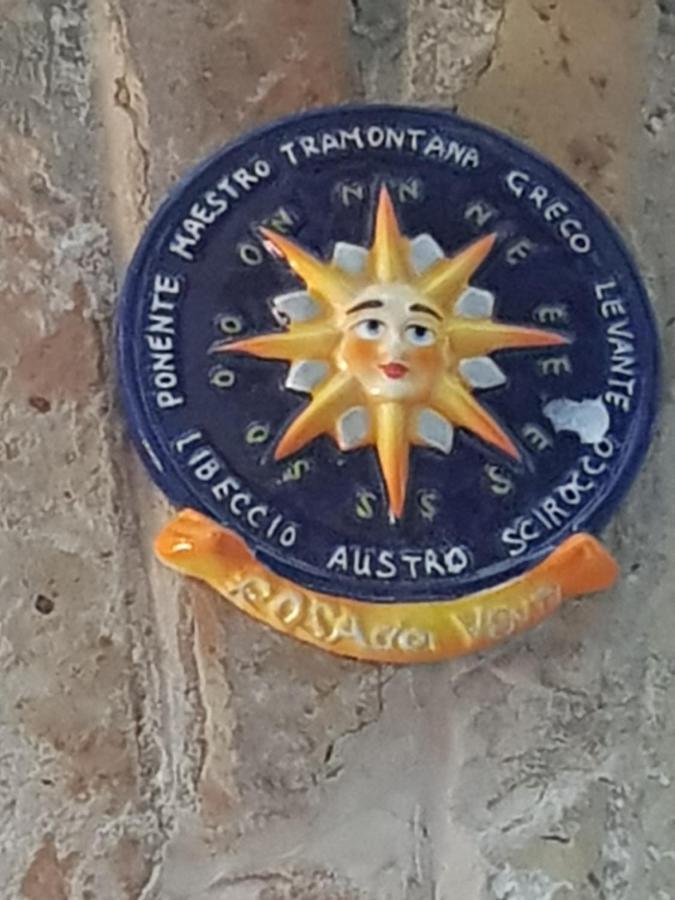 TRAMONTANA
GRECO
LEVANTE
SCIROCCO
AUSTRO
LIBECCIO
PONENTE
MAESTRO
N N
N E
E E
E S
S S
S O
O O
O N
ROSA dei VENTI